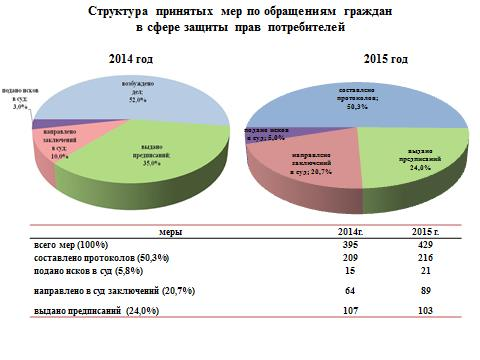 Структура принятых мер по обращениям граждан
в сфере защиты прав потребителей
2014 год
2015 год
возбуждено
дел;
52,0%
подано исков
в суд;
3,0%
направлено
заключений
в суд;
10,0%
выдано
предписаний;
35,0%
составлено
протоколов;
50,3%
подано исков
в суд; 5,0%
направлено
заключений
в суд; 20,7%
выдано
предписаний
24,0%
меры 2014г. 2015 г.
всего мер (100%) 395 429
составлено протоколов (50,3%) 209 216
подано исков в суд (5,8%) 15 21
направлено в суд заключений (20,7%) 64 89
выдано предписаний (24,0%) 107 103